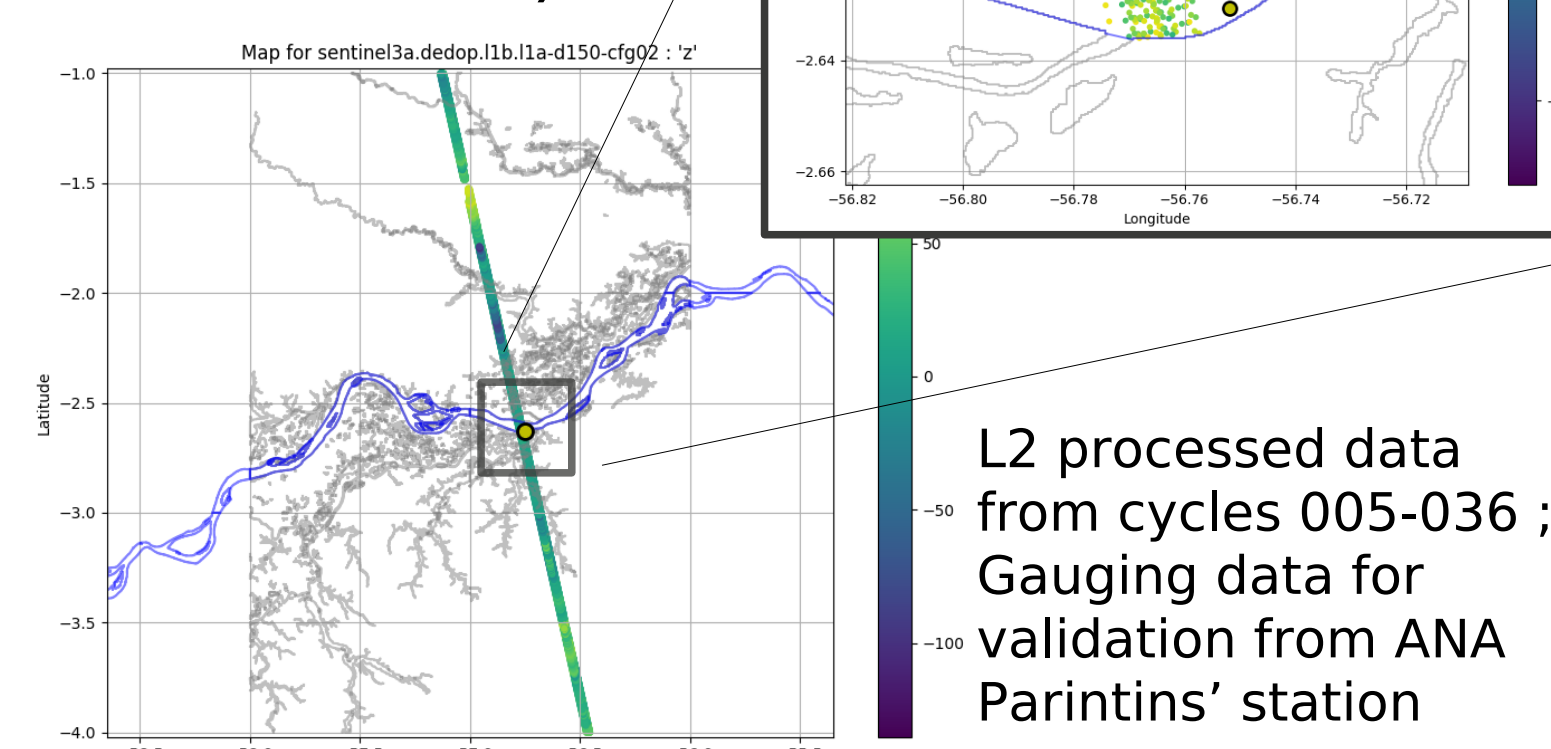 Map for sentinel3a.dedop.l1b.l1a-d150-cfg02 : 'z'
−1.0
−1.5
−2.0
−2.5
−3.0
−3.5
−4.0
Latitude
−2.64
−2.66
−56.82 −56.80 −56.78 −56.76 −56.74 −56.72
Longitude
50
0
−50
−100
L2 processed data
from cycles 005-036 ;
Gauging data for
validation from ANA
Parintins’ station